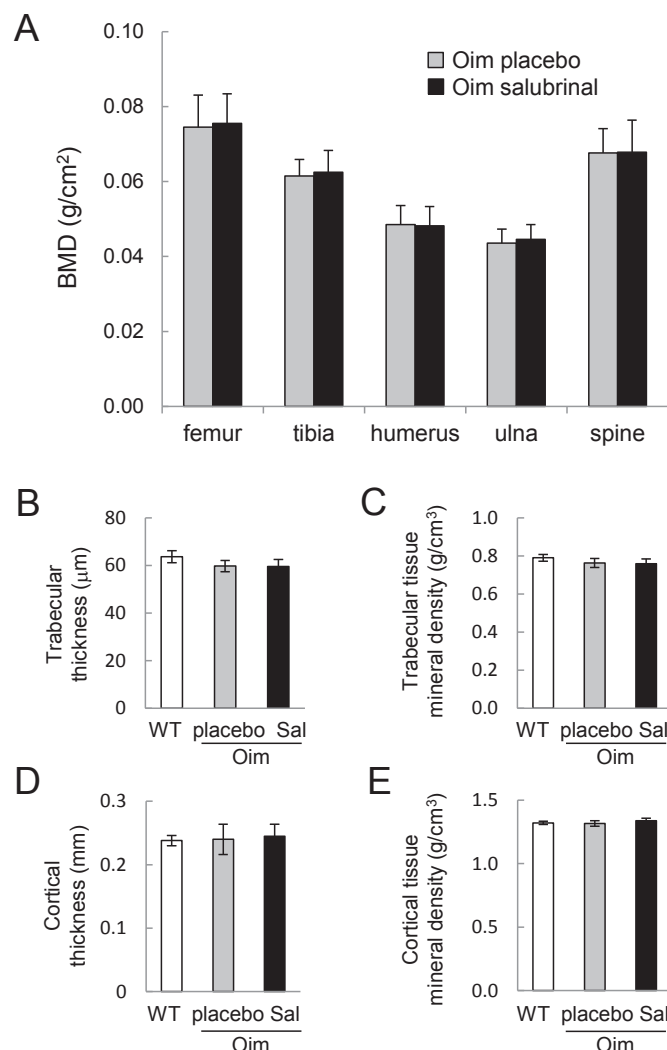 A
BMD (g/cm²)
0.10
0.08
0.06
0.04
0.02
0.00
Oim placebo
Oim salubrinal
femur tibia humerus ulna spine
B
Trabecular
thickness (μm)
80
60
40
20
0
WT placebo Sal
Oim
C
Trabecular tissue
mineral density (g/cm³)
1.0
0.8
0.6
0.4
0.2
0.0
WT placebo Sal
Oim
D
Cortical
thickness (mm)
0.3
0.2
0.1
0
WT placebo Sal
Oim
E
Cortical tissue
mineral density (g/cm³)
1.5
1.0
0.5
0.0
WT placebo Sal
Oim